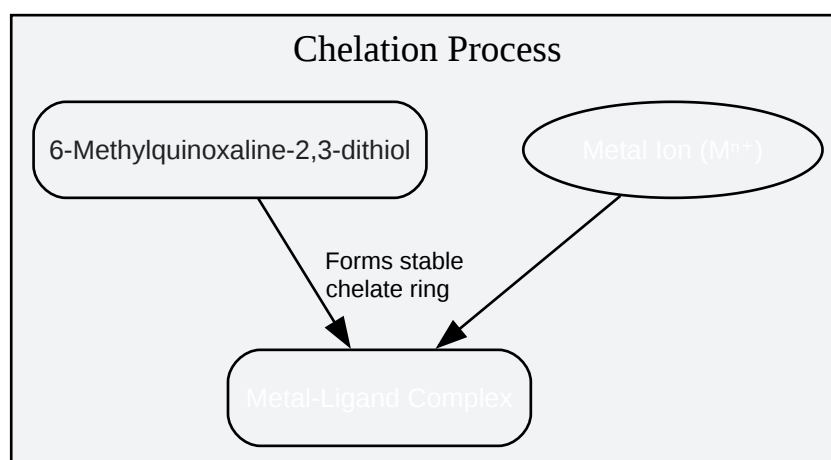 Chelation Process
6-Methylquinoxaline-2,3-dithiol
Metal Ion (Mⁿ⁺)
Forms stable
chelate ring
Metal-Ligand Complex